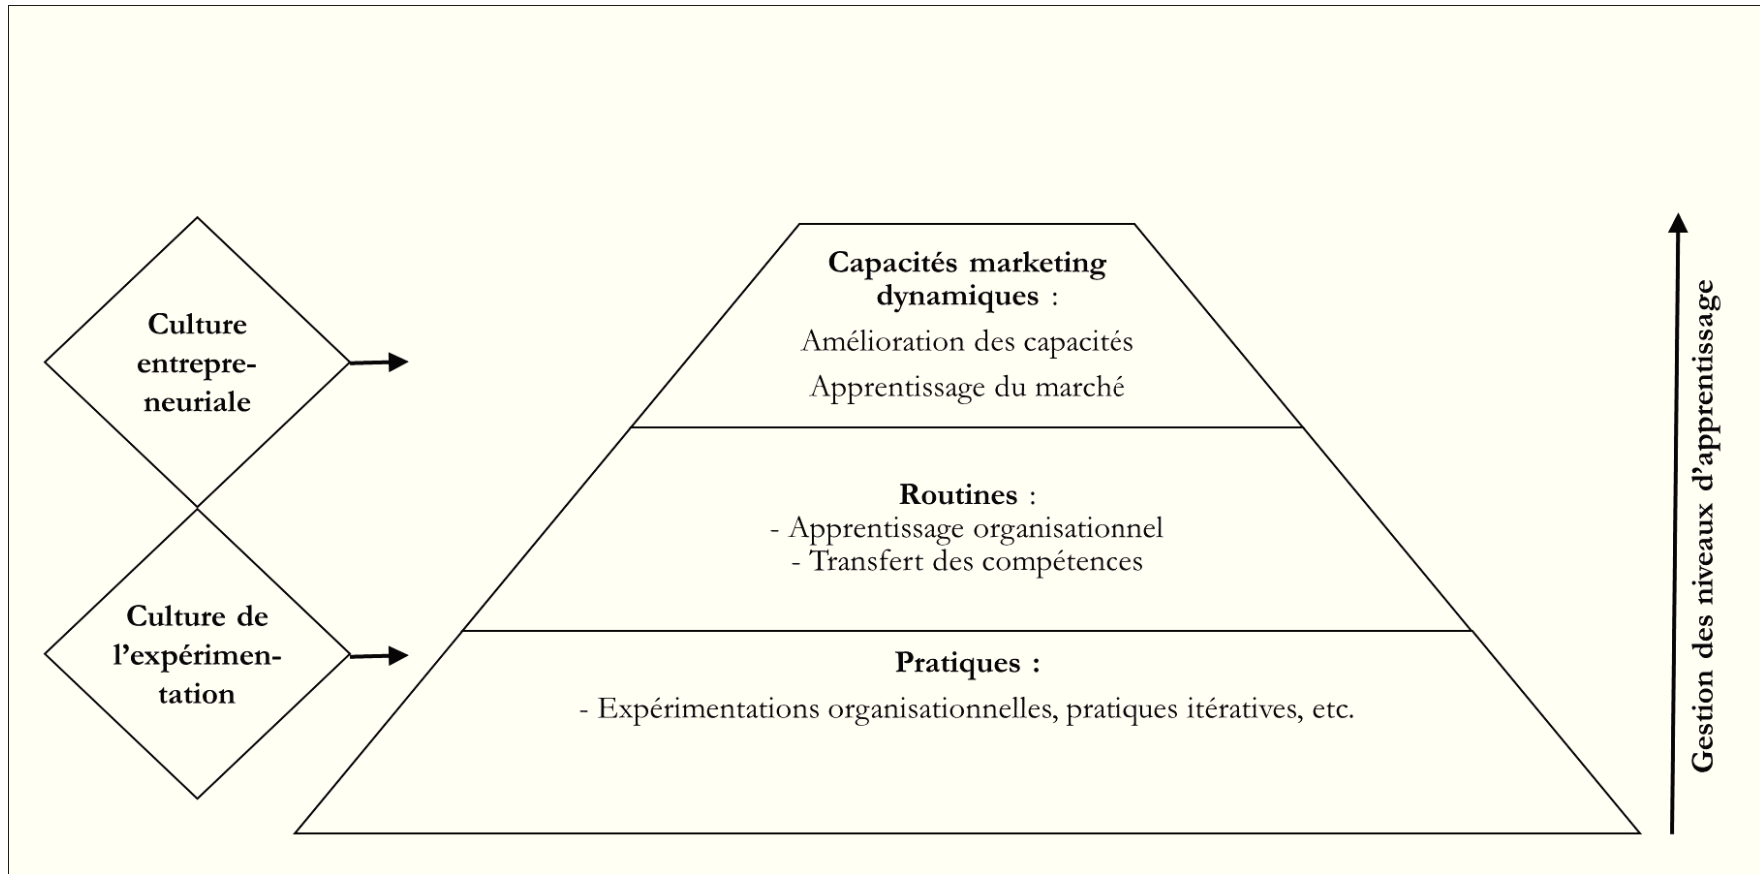 Culture
entrepre-
neuriale
Culture de
l’expérimen-
tation
Capacités marketing
dynamiques :
Amélioration des capacités
Apprentissage du marché
Routines :
- Apprentissage organisationnel
- Transfert des compétences
Pratiques :
- Expérimentations organisationnelles, pratiques itératives, etc.
Gestion des niveaux d’apprentissage